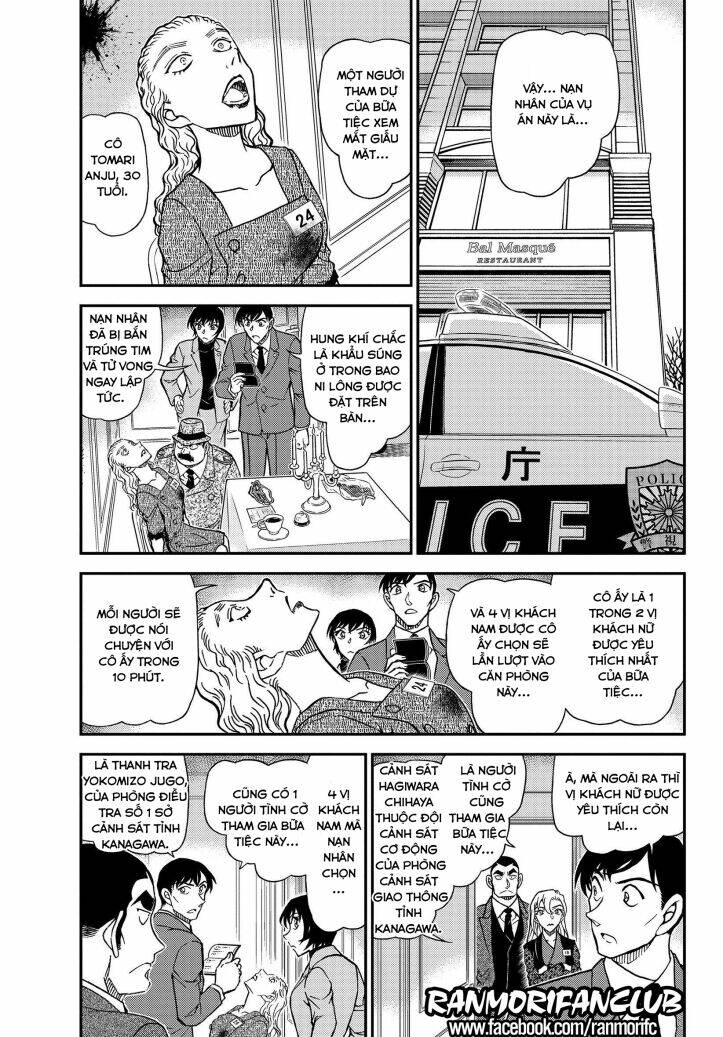 VẬY... NẠN
NHÂN CỦA VỤ
ÁN NÀY LÀ...
Bal Masqué
RESTAURANT
庁
ICE
POLIC
警視
MỘT NGƯỜI
THAM DỰ
CỦA BỮA
TIỆC XEM
MẮT GIẤU
MẶT...
CÔ
TOMARI
ANJU, 30
TUỔI.
24
HUNG KHÍ CHẮC
LÀ KHẨU SÚNG
Ở TRONG BAO
NI LÔNG ĐƯỢC
ĐẶT TRÊN
BÀN...
NẠN NHÂN
ĐÃ BỊ BẮN
TRÚNG TIM
VÀ TỬ VONG
NGAY LẬP
TỨC.
CÔ ẤY LÀ 1
TRONG 2 VỊ
KHÁCH NỮ
ĐƯỢC YÊU
THÍCH NHẤT
CỦA BỮA
TIỆC...
VÀ 4 VỊ KHÁCH
NAM ĐƯỢC CÔ
ẤY CHỌN SẼ
LẦN LƯỢT VÀO
CĂN PHÒNG
NÀY...
MỖI NGƯỜI SẼ
ĐƯỢC NÓI
CHUYỆN VỚI
CÔ ẤY TRONG
10 PHÚT.
24
À, MÀ NGOÀI RA THÌ
VỊ KHÁCH NỮ ĐƯỢC
YÊU THÍCH CÒN
LẠI...
LÀ NGƯỜI
TÌNH CỜ
CŨNG
THAM GIA
BỮA TIỆC
NÀY...
CẢNH SÁT
HAGIWARA
CHIHAYA
THUỘC ĐỘI
CẢNH SÁT
CƠ ĐỘNG
CỦA PHÒNG
CẢNH SÁT
GIAO THÔNG
TỈNH
KANAGAWA.
4 VỊ
KHÁCH
NAM MÀ
NẠN
NHÂN
CHỌN
...
CŨNG CÓ 1
NGƯỜI TÌNH CỜ
THAM GIA BỮA
TIỆC NÀY...
LÀ THANH TRA
YOKOMIZO JUGO,
CỦA PHÒNG ĐIỀU
TRA SỐ 1 SỞ
CẢNH SÁT TỈNH
KANAGAWA.
RANMORIFANCLUB
www.facebook.com/ranmorifc